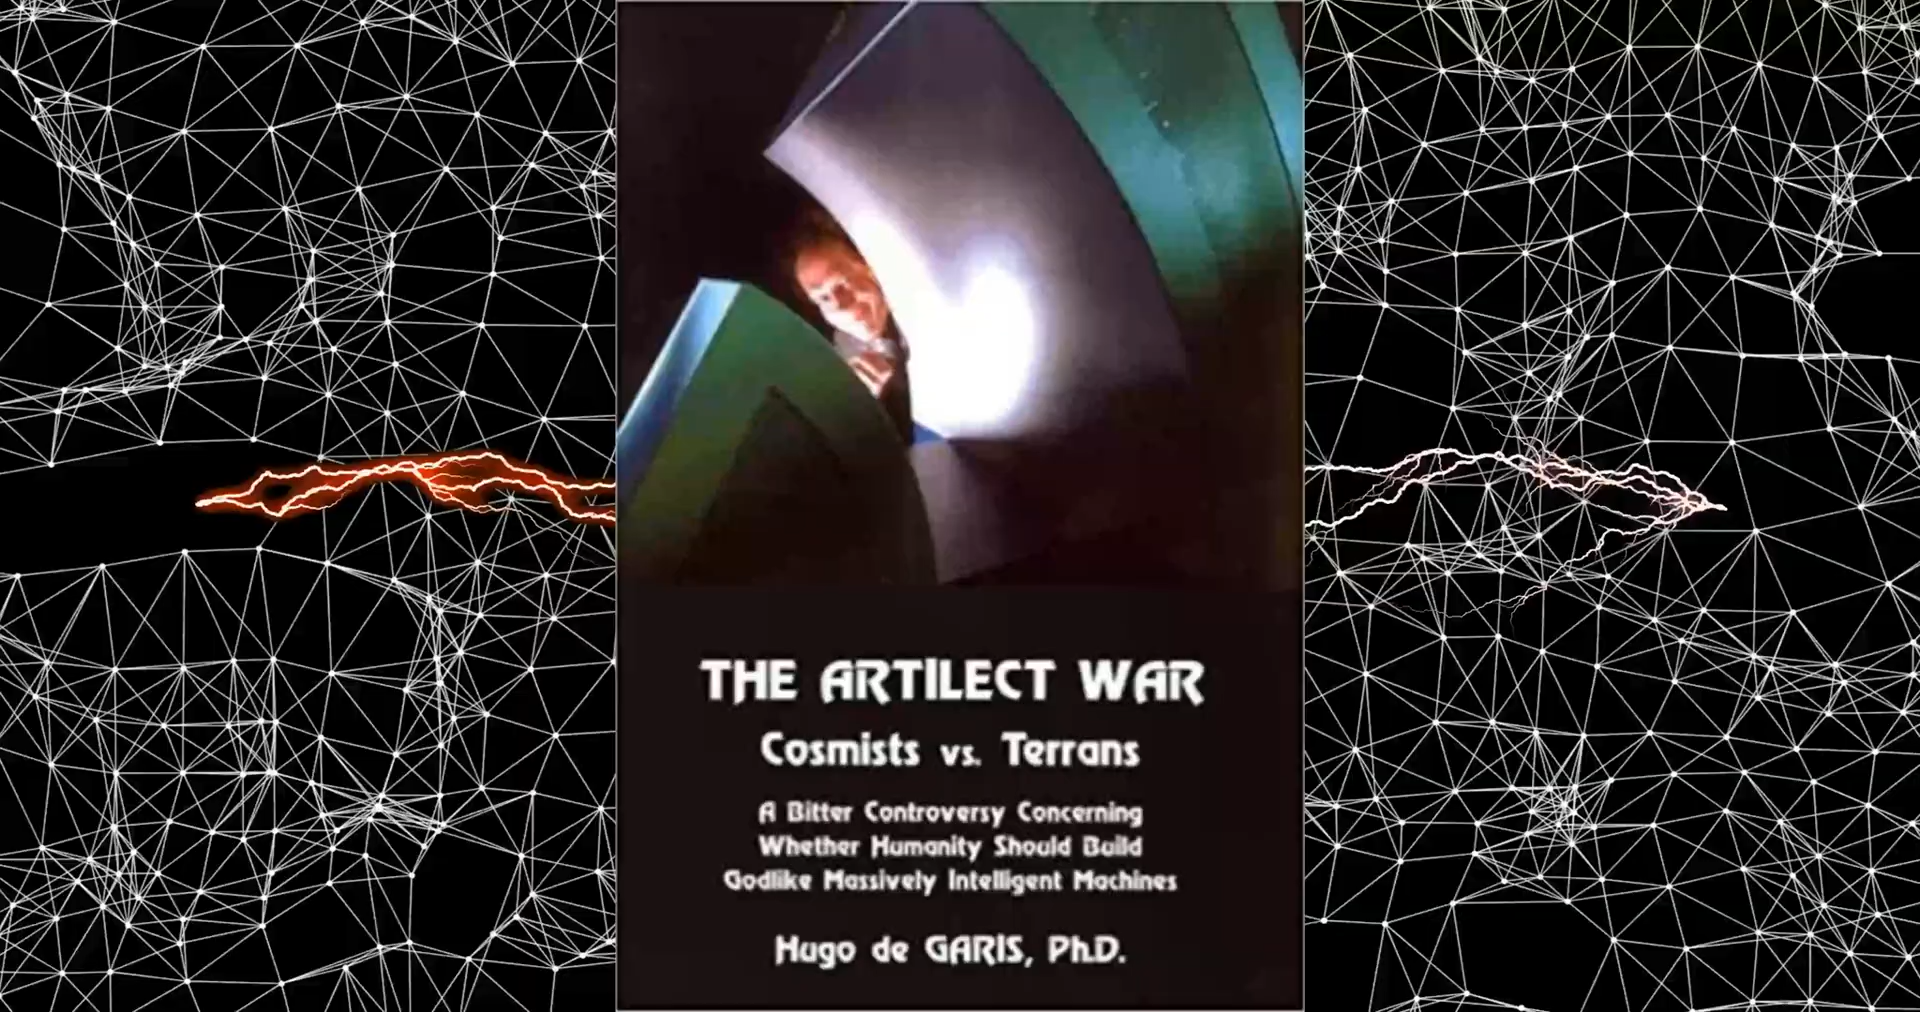 THE ARTILECT WAR
Cosmists vs. Terrans
A Bitter Controversy Concerning
Whether Humanity Should Build
Godlike Massively Intelligent Machines
Hugo de GARIS, Ph.D.